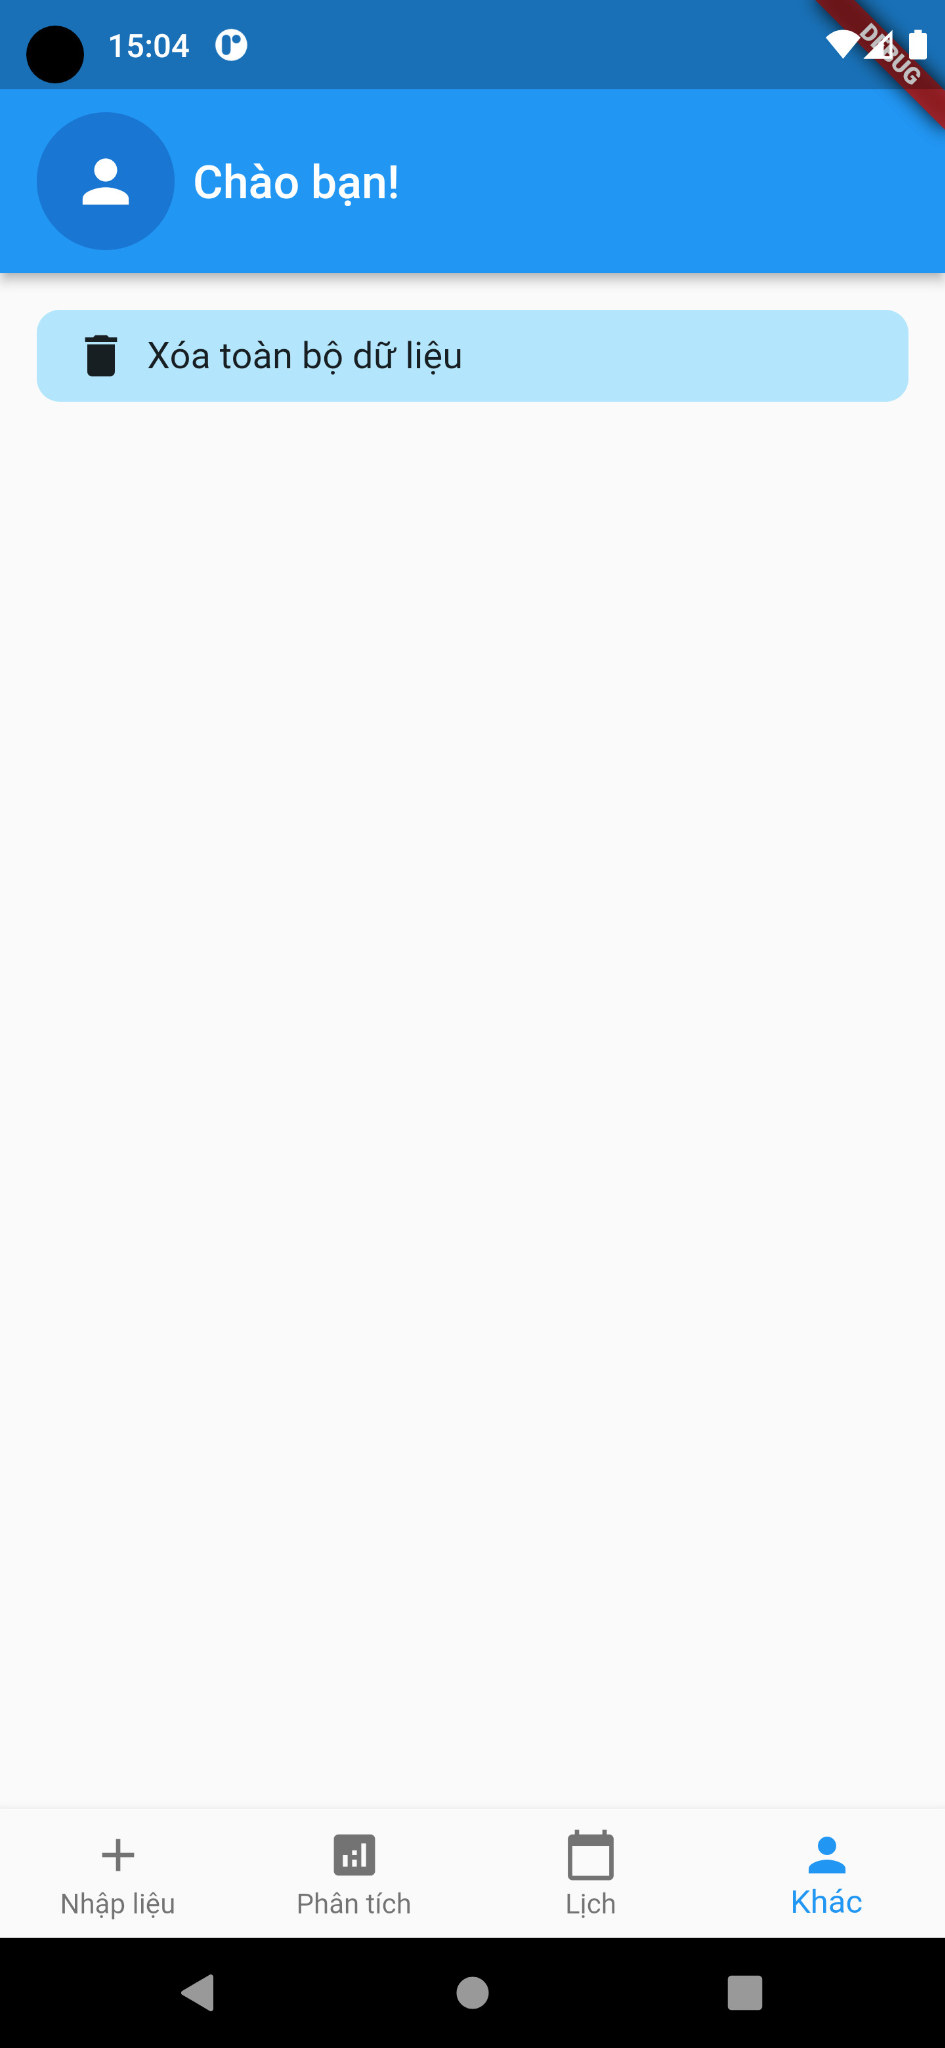 15:04
DEBUG
Chào bạn!
Xóa toàn bộ dữ liệu
Nhập liệu
Phân tích
Lịch
Khác